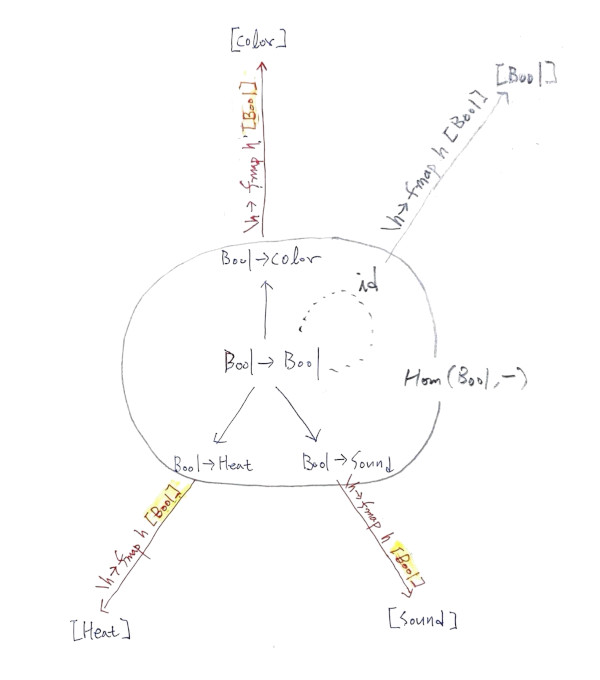 [Color]
\h→fmap h [Bool]
[Bool]
\h→fmap h [Bool]
Bool→Color
id
Bool→Bool
Hom(Bool,-)
Bool→Heat
Bool→Sound
\h→fmap h [Bool]
\h→fmap h [Bool]
[Heat]
[Sound]